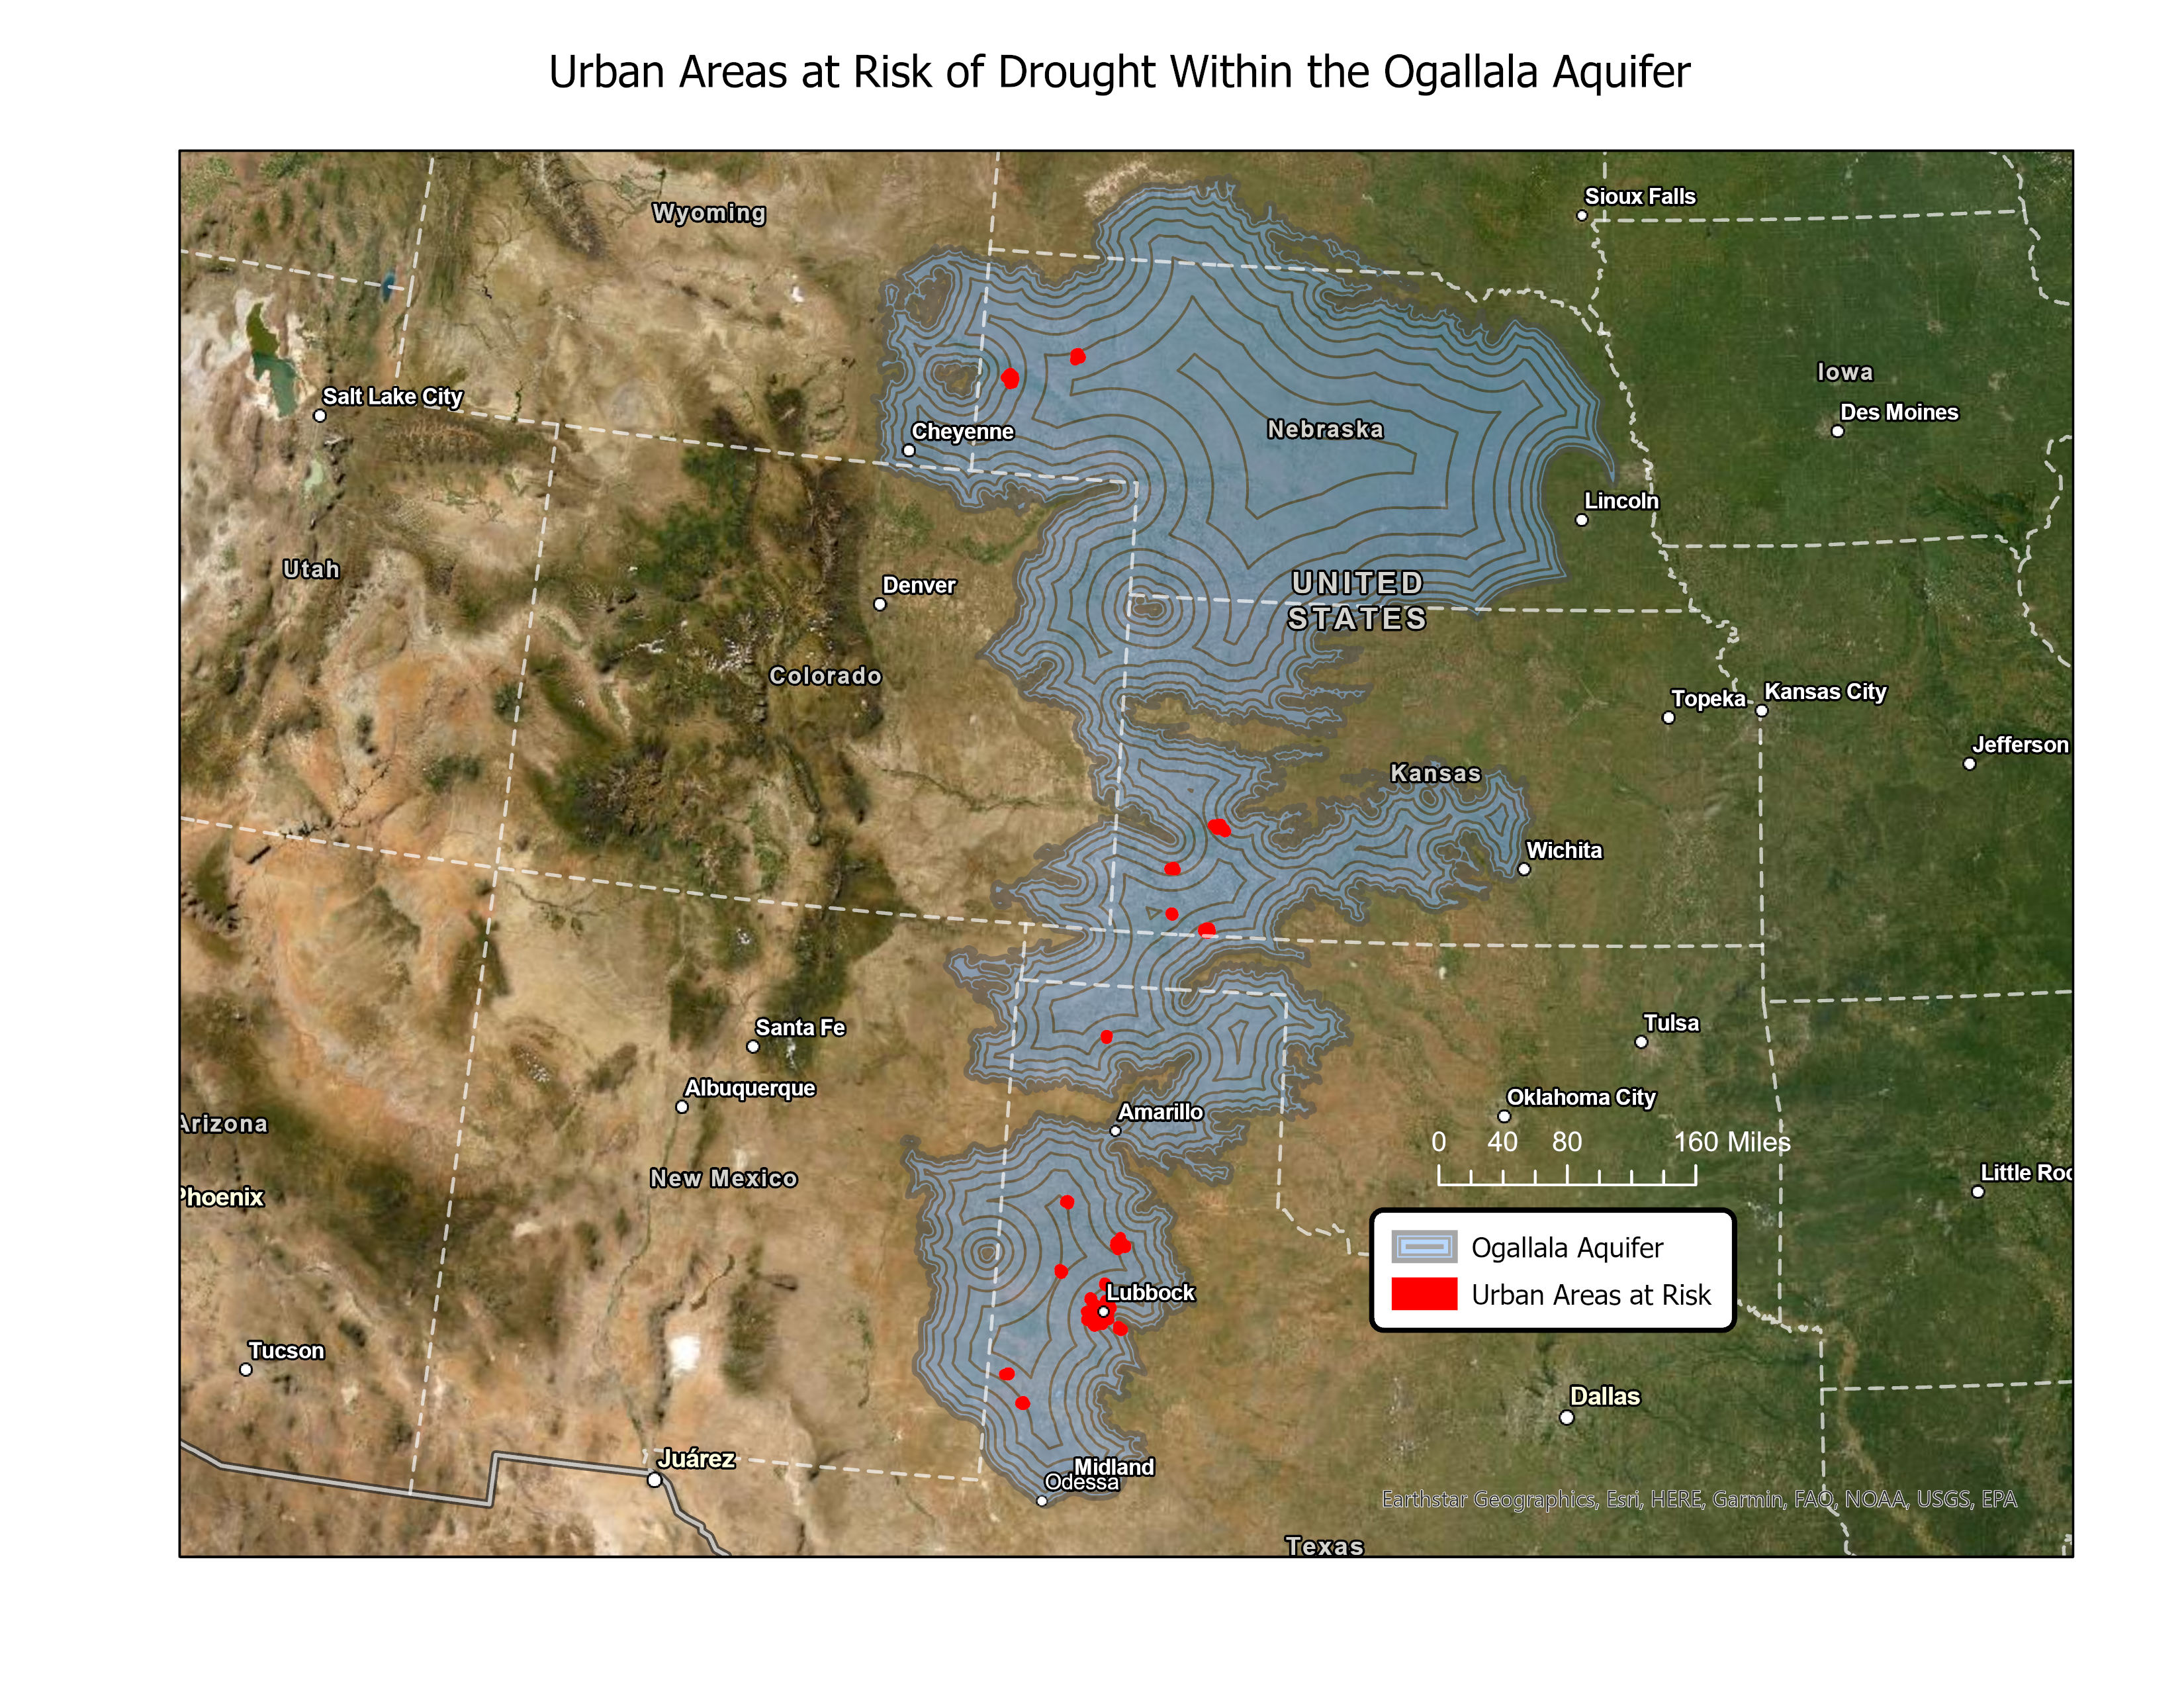 Urban Areas at Risk of Drought Within the Ogallala Aquifer
Sioux Falls
Wyoming
Iowa
Salt Lake City
Des Moines
Cheyenne
Nebraska
Lincoln
Utah
UNITED
STATES
Denver
Colorado
Topeka
Kansas City
Jefferson
Kansas
Wichita
Santa Fe
Tulsa
Albuquerque
Oklahoma City
Amarillo
Arizona
0 40 80 160 Miles
New Mexico
Little Roc
Phoenix
Ogallala Aquifer
Lubbock
Urban Areas at Risk
Tucson
Dallas
Juárez
Midland
Odessa
Earthstar Geographics, Esri, HERE, Garmin, FAO, NOAA, USGS, EPA
Texas